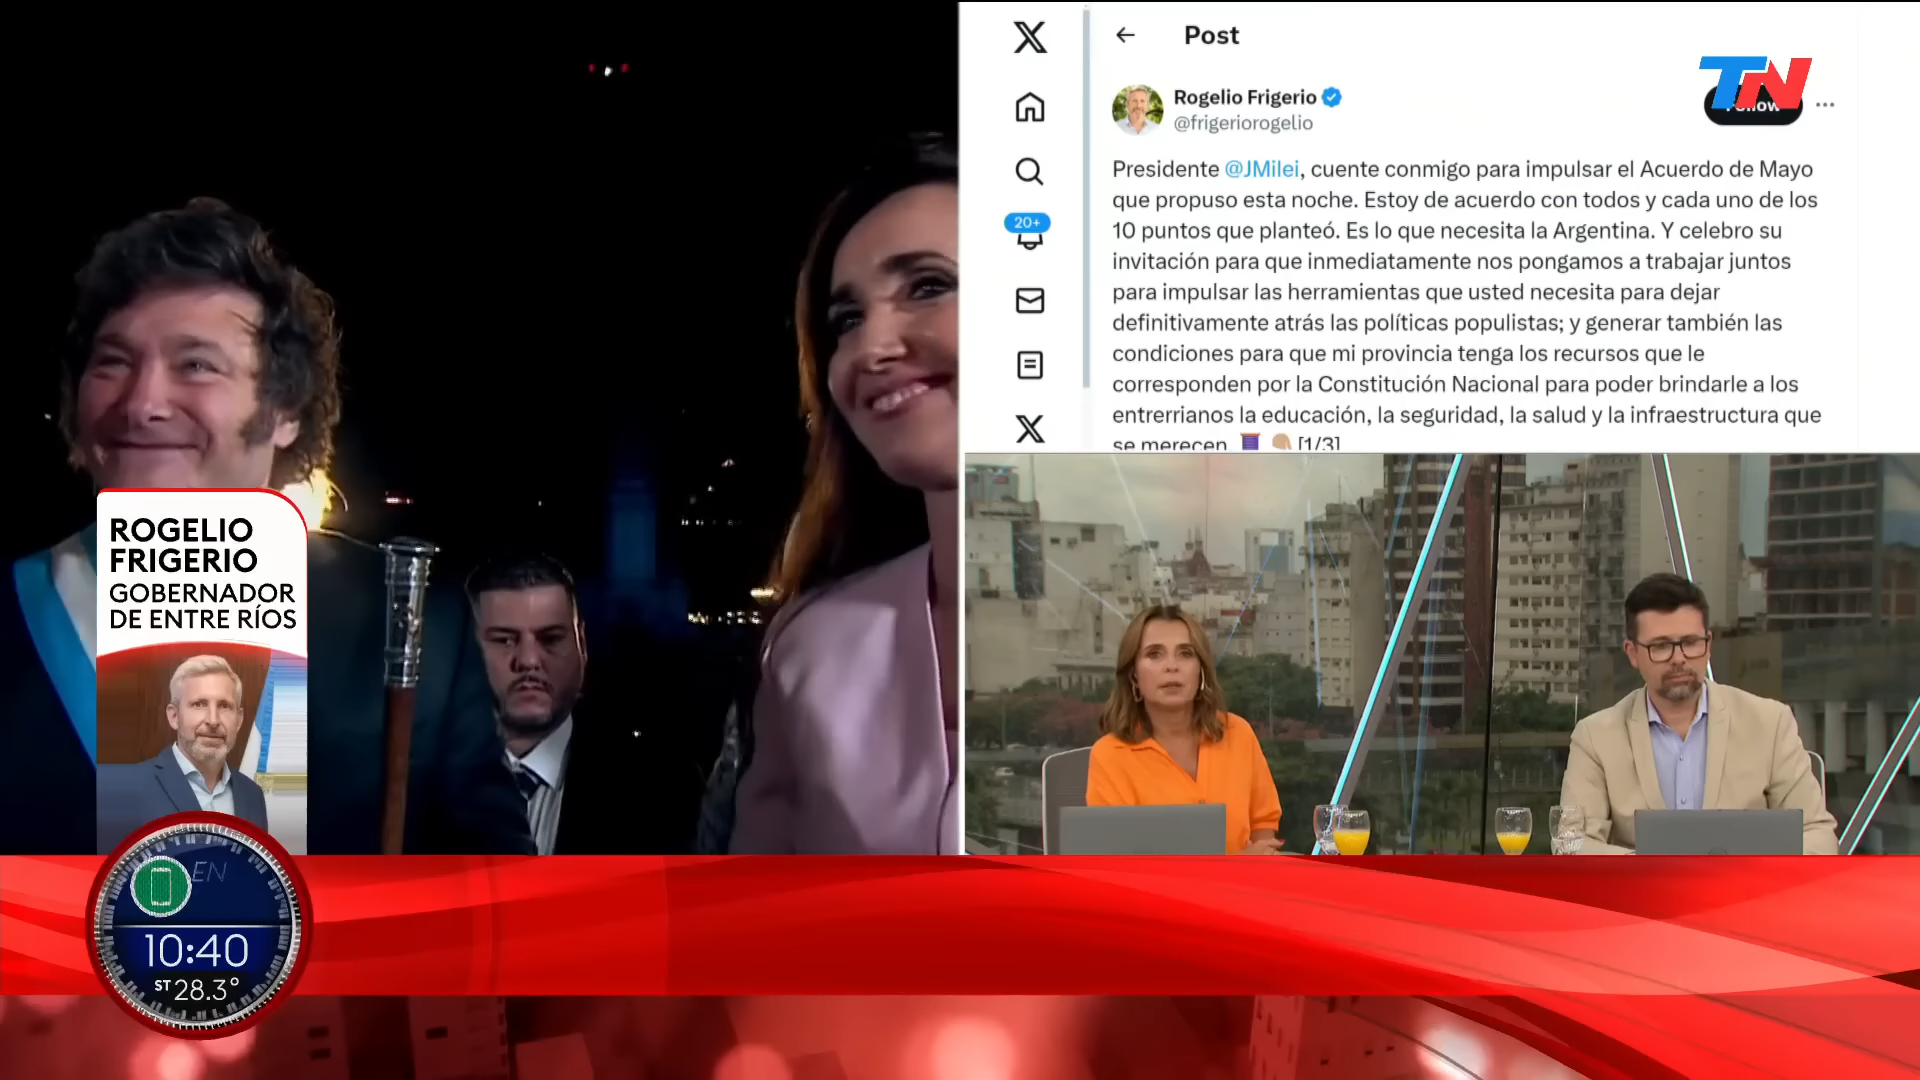 Post
TN
Rogelio Frigerio
@frigeriorogelio
Presidente @JMilei, cuente conmigo para impulsar el Acuerdo de Mayo
que propuso esta noche. Estoy de acuerdo con todos y cada uno de los
10 puntos que planteó. Es lo que necesita la Argentina. Y celebro su
invitación para que inmediatamente nos pongamos a trabajar juntos
para impulsar las herramientas que usted necesita para dejar
definitivamente atrás las políticas populistas; y generar también las
condiciones para que mi provincia tenga los recursos que le
corresponden por la Constitución Nacional para poder brindarle a los
entrerrianos la educación, la seguridad, la salud y la infraestructura que
se merecen [1/3]
20+
ROGELIO
FRIGERIO
GOBERNADOR
DE ENTRE RÍOS
EN
10:40
ST 28.3°